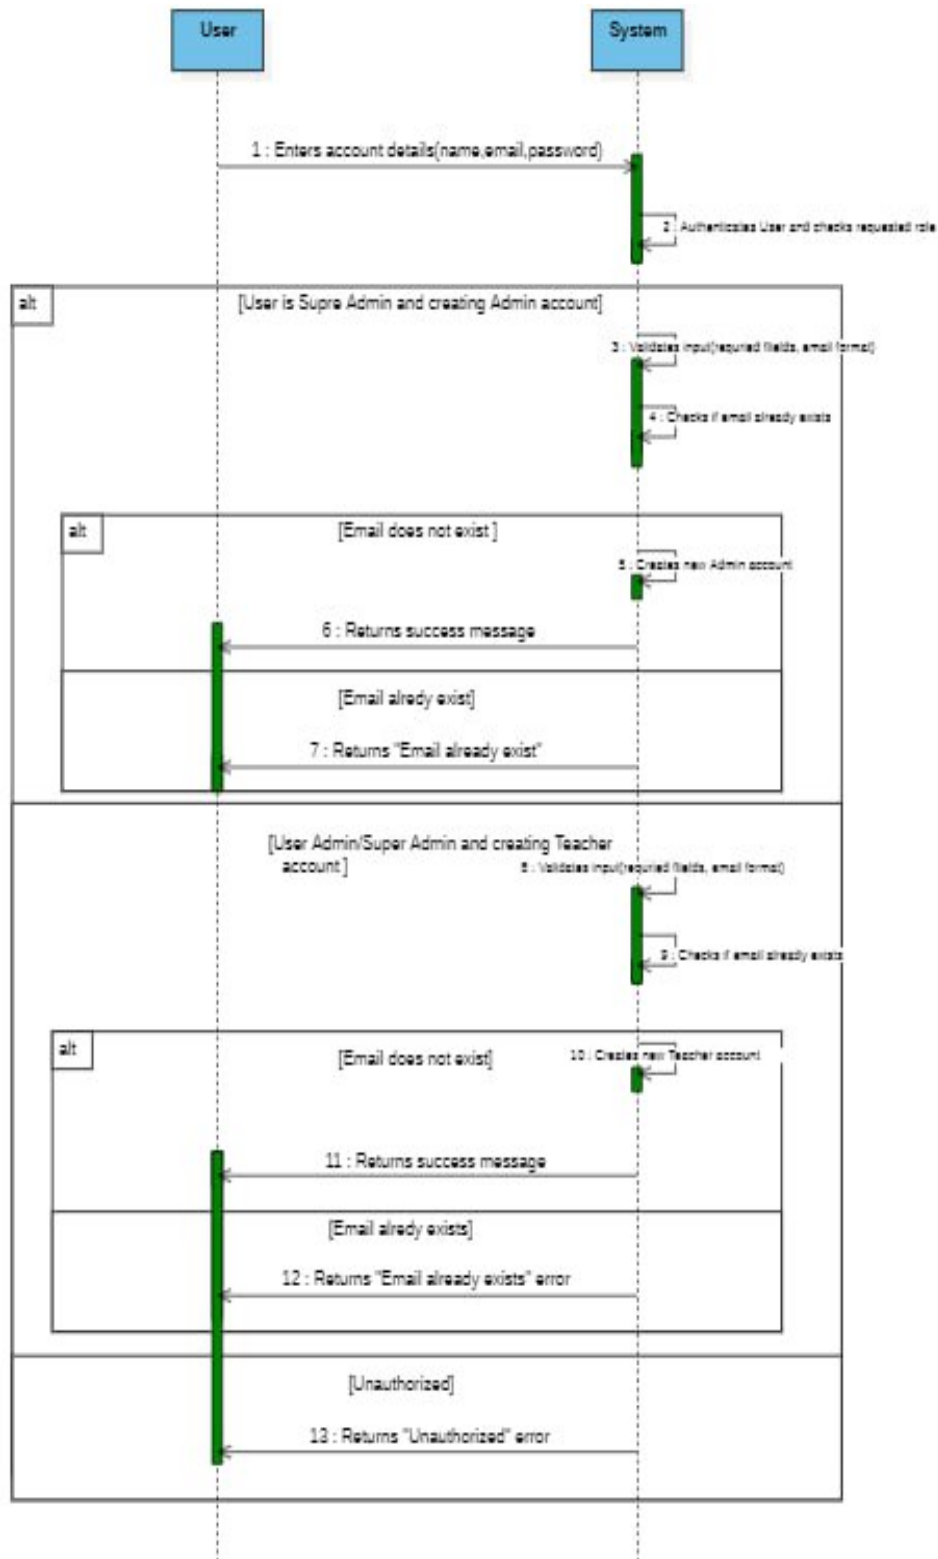 User
System
1 : Enters account details(name,email,password)
2 : Authenticates User and checks requested role
alt
[User is Supre Admin and creating Admin account]
3 : Validates input(requried fields, email format)
4 : Checks if email already exists
alt
[Email does not exist ]
5 : Creates new Admin account
6 : Returns success message
[Email alredy exist]
7 : Returns "Email already exist"
[User Admin/Super Admin and creating Teacher
account ]
8 : Validates input(requried fields, email format)
9 : Checks if email already exists
alt
[Email does not exist]
10 : Creates new Teacher account
11 : Returns success message
[Email alredy exists]
12 : Returns "Email already exists" error
[Unauthorized]
13 : Returns "Unauthorized" error